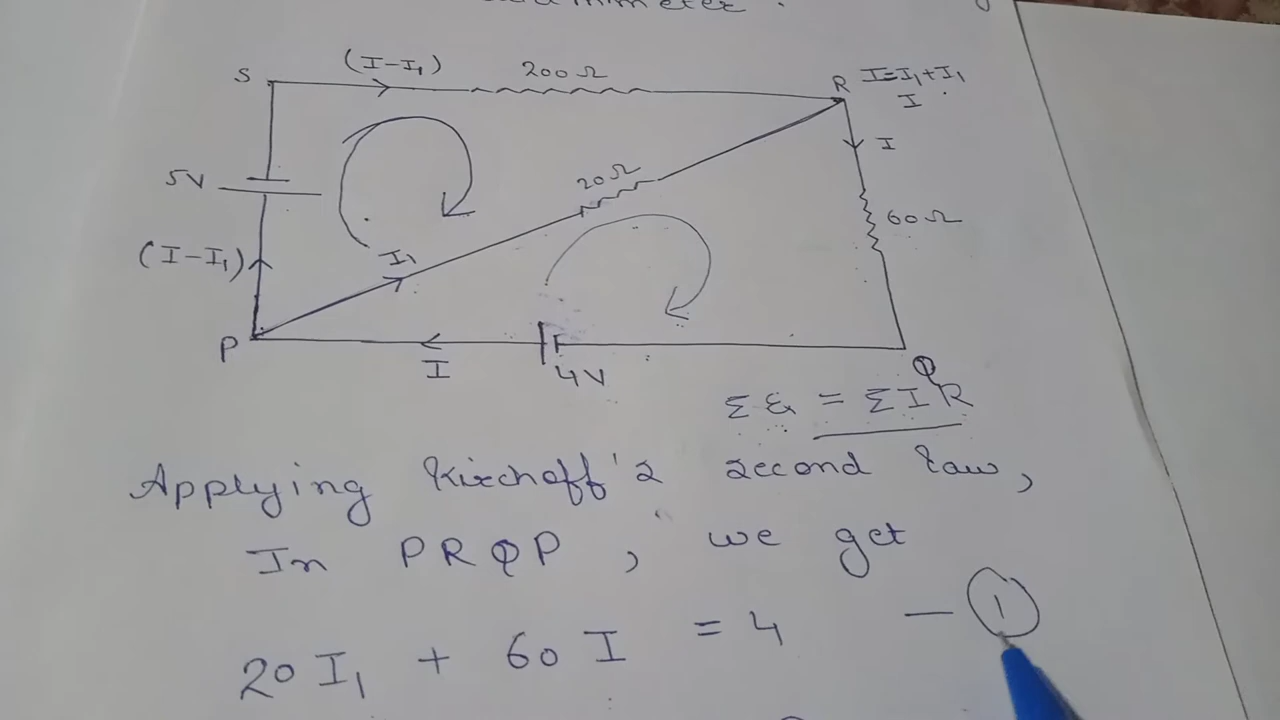 S (I-I₁) 200Ω R I=I₁+I₁
I
I
5V 20Ω 60Ω
(I-I₁) I₁
P I 4V Q
Σℰ = ΣIR
Applying Kirchoff's second law,
In PRQP, we get
20 I₁ + 60 I = 4 — ①